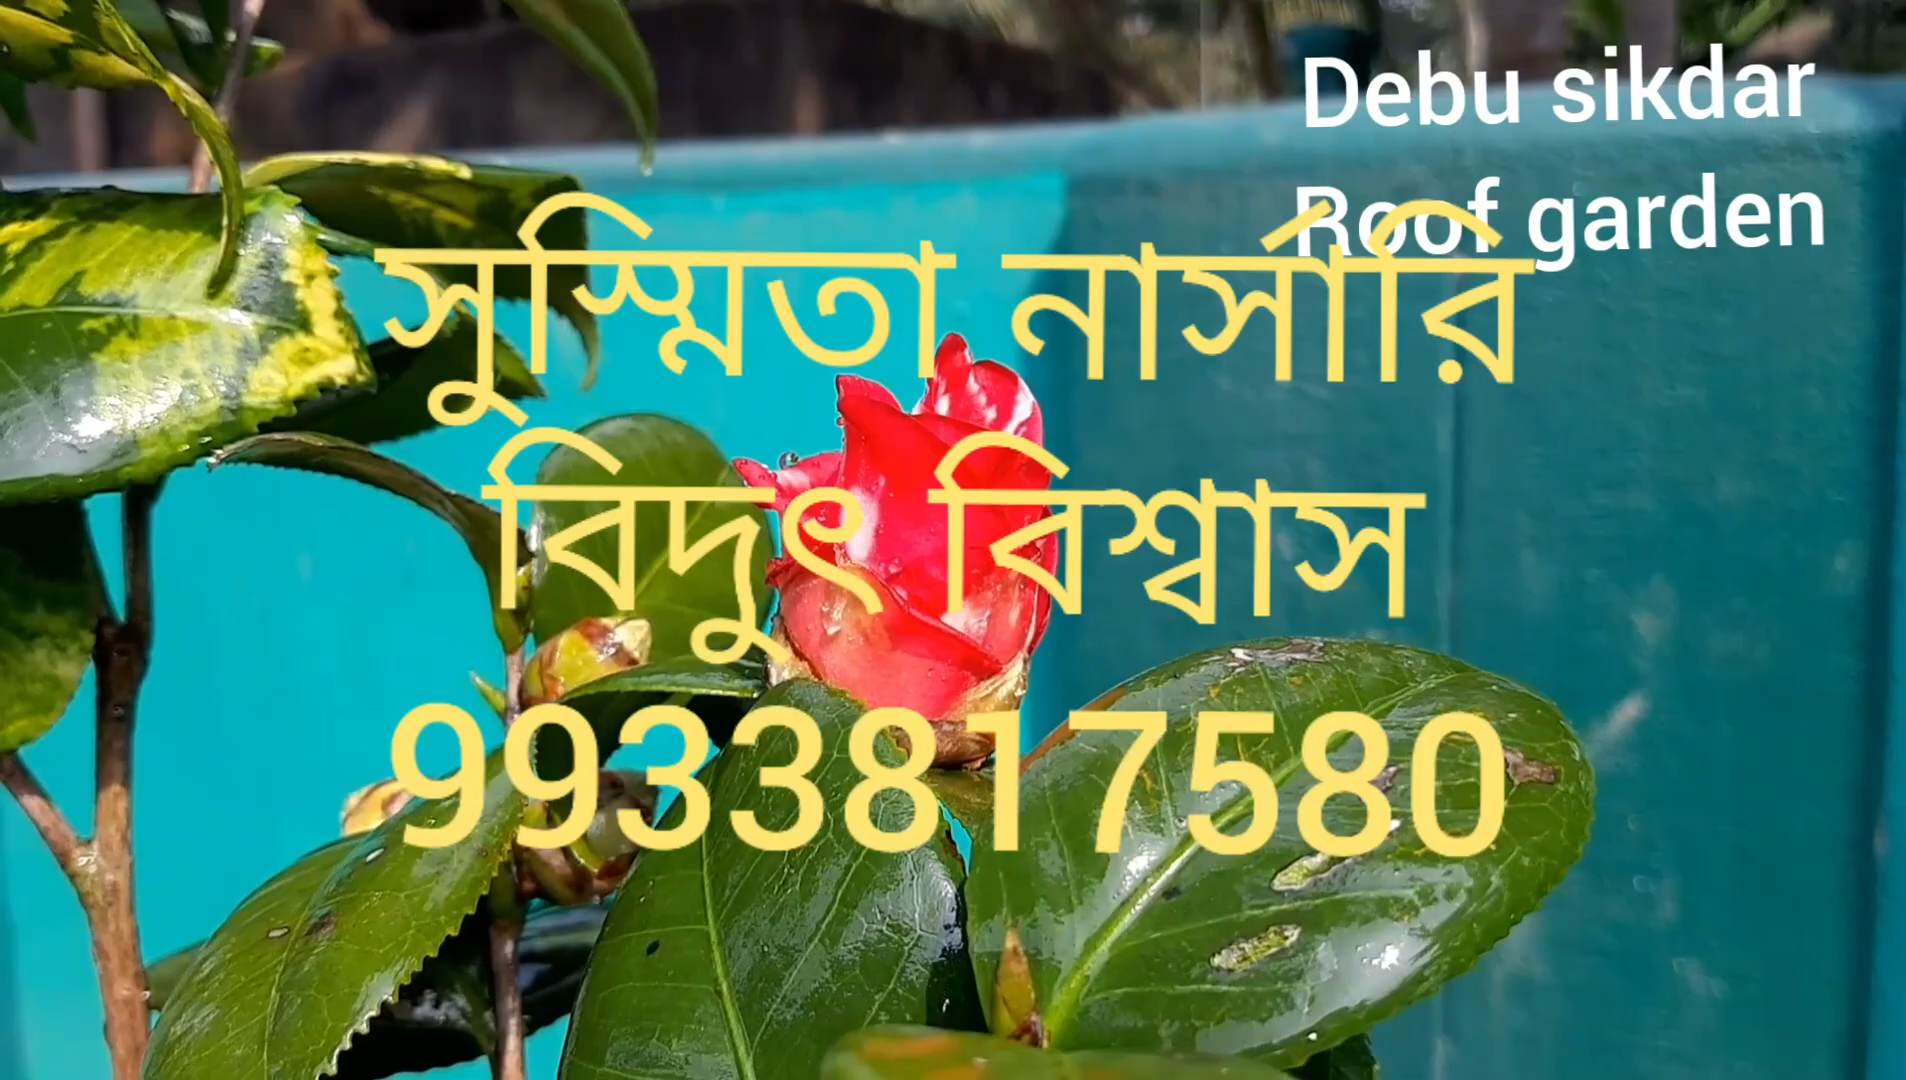 Debu sikdar
Roof garden
সুস্মিতা নার্সারি
বিদুৎ বিশ্বাস
9933817580